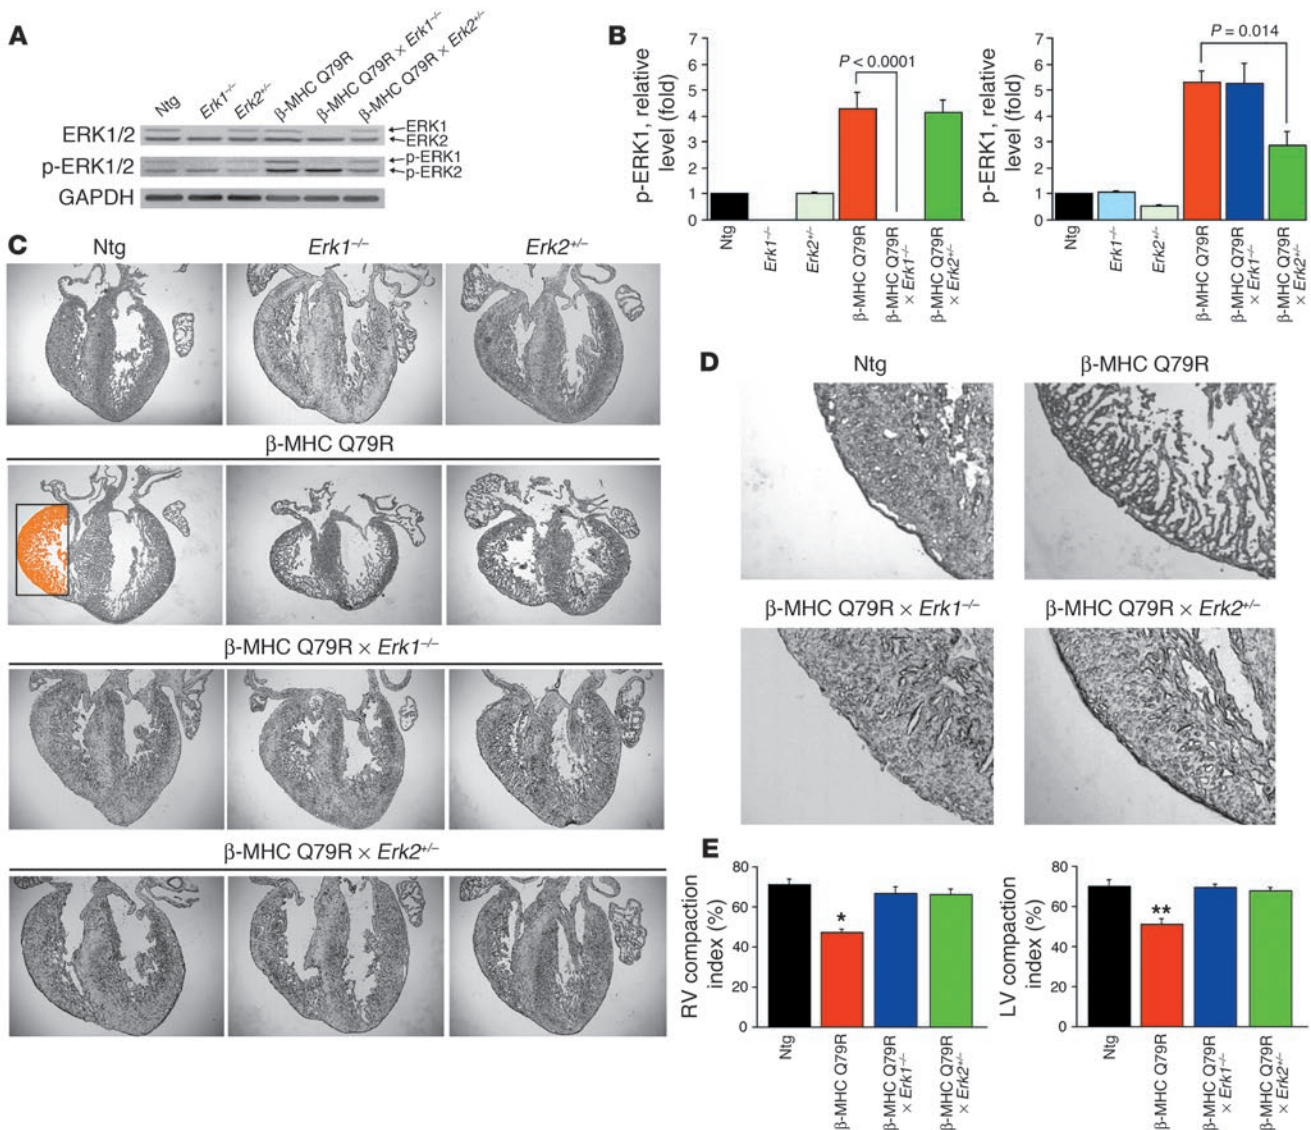 A
Ntg
Erk1–/–
Erk2+/–
β-MHC Q79R
β-MHC Q79R × Erk1–/–
β-MHC Q79R × Erk2+/–
ERK1/2
ERK1
ERK2
p-ERK1/2
p-ERK1
p-ERK2
GAPDH
B
p-ERK1, relative
level (fold)
7
6
5
4
3
2
1
0
P < 0.0001
Ntg
Erk1–/–
Erk2+/–
β-MHC Q79R
β-MHC Q79R
× Erk1–/–
β-MHC Q79R
× Erk2+/–
p-ERK1, relative
level (fold)
7
6
5
4
3
2
1
0
P = 0.014
Ntg
Erk1–/–
Erk2+/–
β-MHC Q79R
β-MHC Q79R
× Erk1–/–
β-MHC Q79R
× Erk2+/–
C
Ntg
Erk1–/–
Erk2+/–
β-MHC Q79R
β-MHC Q79R × Erk1–/–
β-MHC Q79R × Erk2+/–
D
Ntg
β-MHC Q79R
β-MHC Q79R × Erk1–/–
β-MHC Q79R × Erk2+/–
E
RV compaction
index (%)
80
60
40
20
0
*
Ntg
β-MHC Q79R
β-MHC Q79R
× Erk1–/–
β-MHC Q79R
× Erk2+/–
LV compaction
index (%)
80
60
40
20
0
**
Ntg
β-MHC Q79R
β-MHC Q79R
× Erk1–/–
β-MHC Q79R
× Erk2+/–